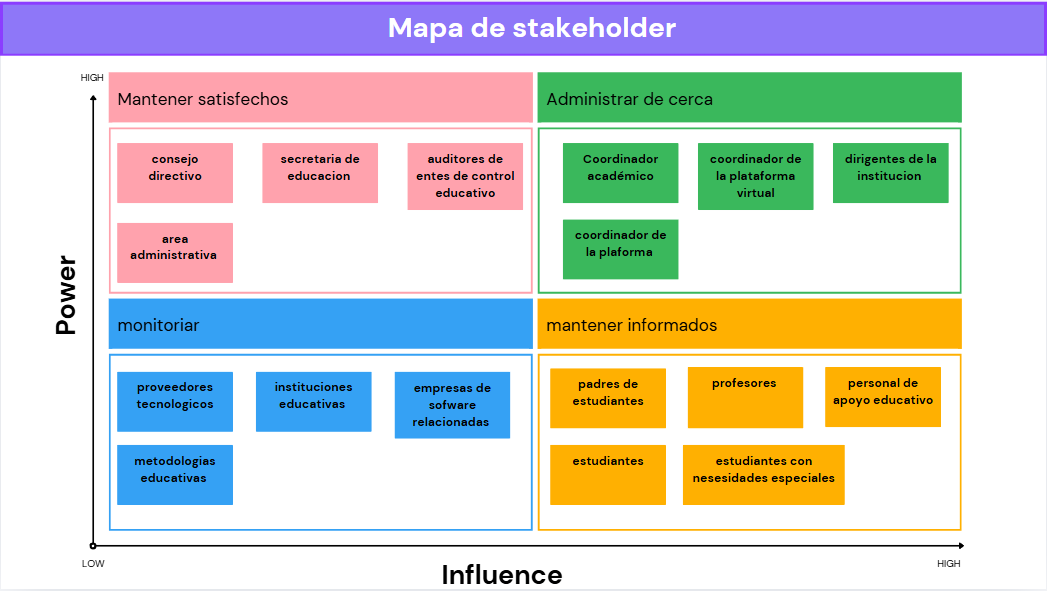 Mapa de stakeholder
HIGH
Mantener satisfechos
Administrar de cerca
consejo
directivo
secretaria de
educacion
auditores de
entes de control
educativo
area
administrativa
Coordinador
académico
coordinador de
la plataforma
virtual
dirigentes de la
institucion
coordinador de
la plaforma
Power
monitoriar
mantener informados
proveedores
tecnologicos
instituciones
educativas
empresas de
sofware
relacionadas
metodologias
educativas
padres de
estudiantes
profesores
personal de
apoyo educativo
estudiantes
estudiantes con
nesesidades especiales
LOW
HIGH
Influence